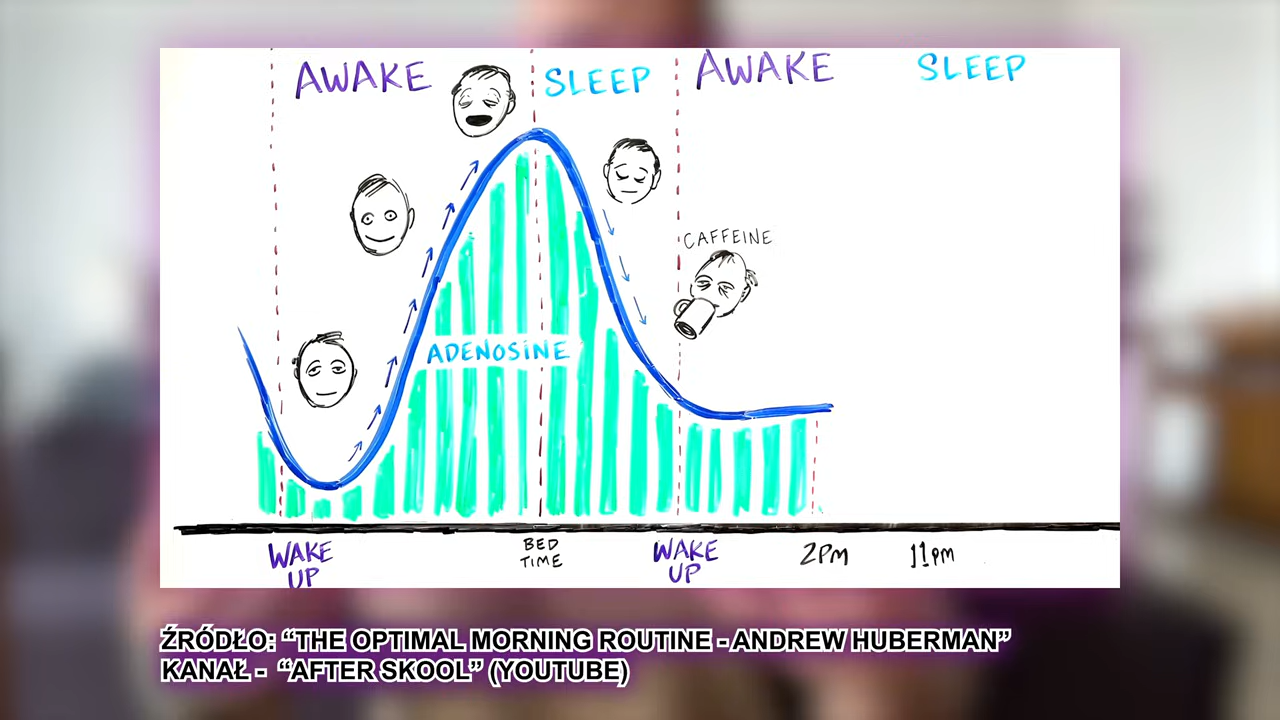 AWAKE SLEEP AWAKE SLEEP
CAFFEINE
ADENOSINE
WAKE UP
BED TIME
WAKE UP
2PM
11PM
ŹRÓDŁO: “THE OPTIMAL MORNING ROUTINE - ANDREW HUBERMAN”
KANAŁ - “AFTER SKOOL” (YOUTUBE)